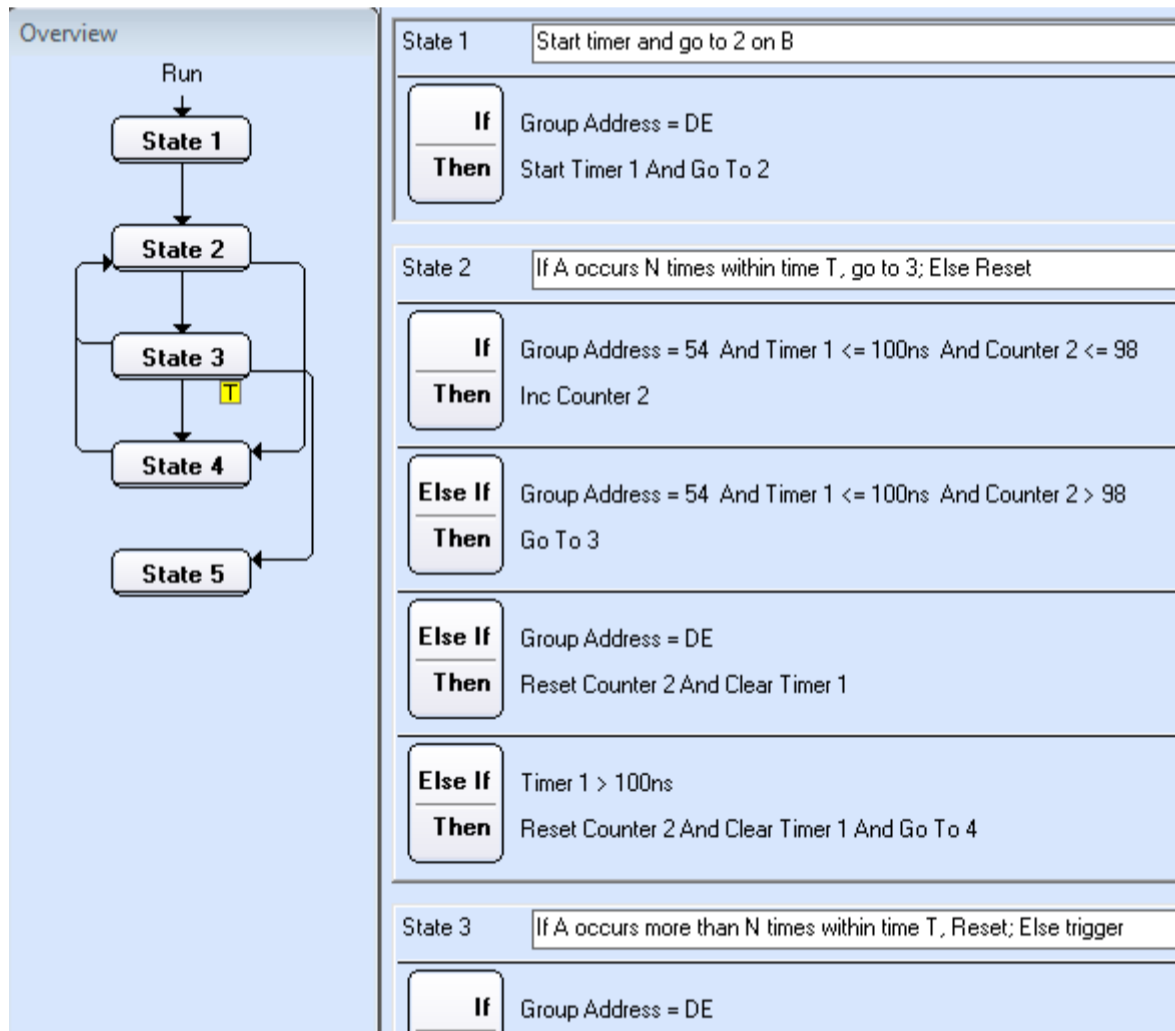 Overview
Run
State 1
State 2
State 3
T
State 4
State 5
State 1 Start timer and go to 2 on B
If Group Address = DE
Then Start Timer 1 And Go To 2
State 2 If A occurs N times within time T, go to 3; Else Reset
If Group Address = 54 And Timer 1 <= 100ns And Counter 2 <= 98
Then Inc Counter 2
Else If Group Address = 54 And Timer 1 <= 100ns And Counter 2 > 98
Then Go To 3
Else If Group Address = DE
Then Reset Counter 2 And Clear Timer 1
Else If Timer 1 > 100ns
Then Reset Counter 2 And Clear Timer 1 And Go To 4
State 3 If A occurs more than N times within time T, Reset; Else trigger
If Group Address = DE